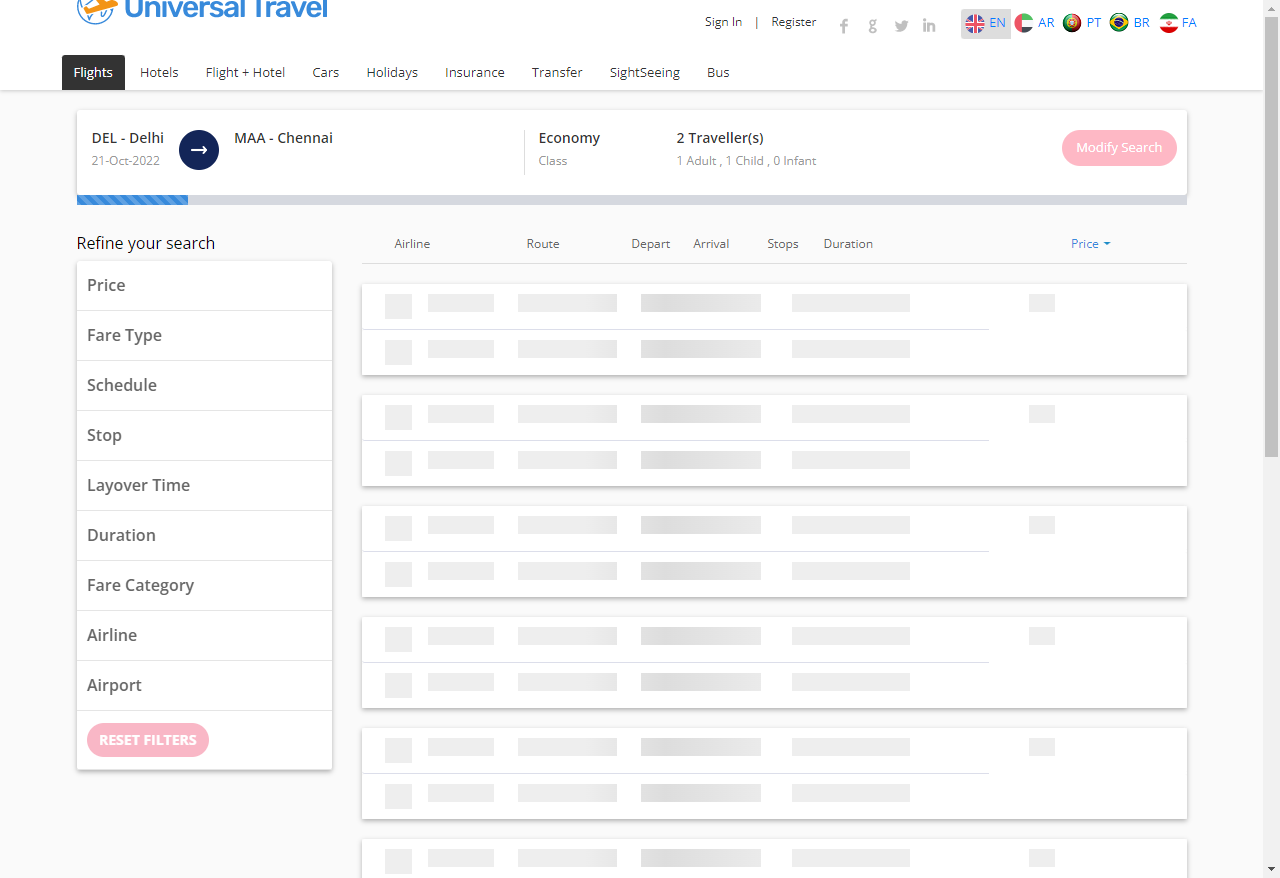 Universal Travel
Sign In | Register
EN AR PT BR FA
Flights Hotels Flight + Hotel Cars Holidays Insurance Transfer SightSeeing Bus
DEL - Delhi → MAA - Chennai Economy 2 Traveller(s)
21-Oct-2022 Class 1 Adult , 1 Child , 0 Infant
Modify Search
Refine your search
Airline Route Depart Arrival Stops Duration Price
Price
Fare Type
Schedule
Stop
Layover Time
Duration
Fare Category
Airline
Airport
RESET FILTERS